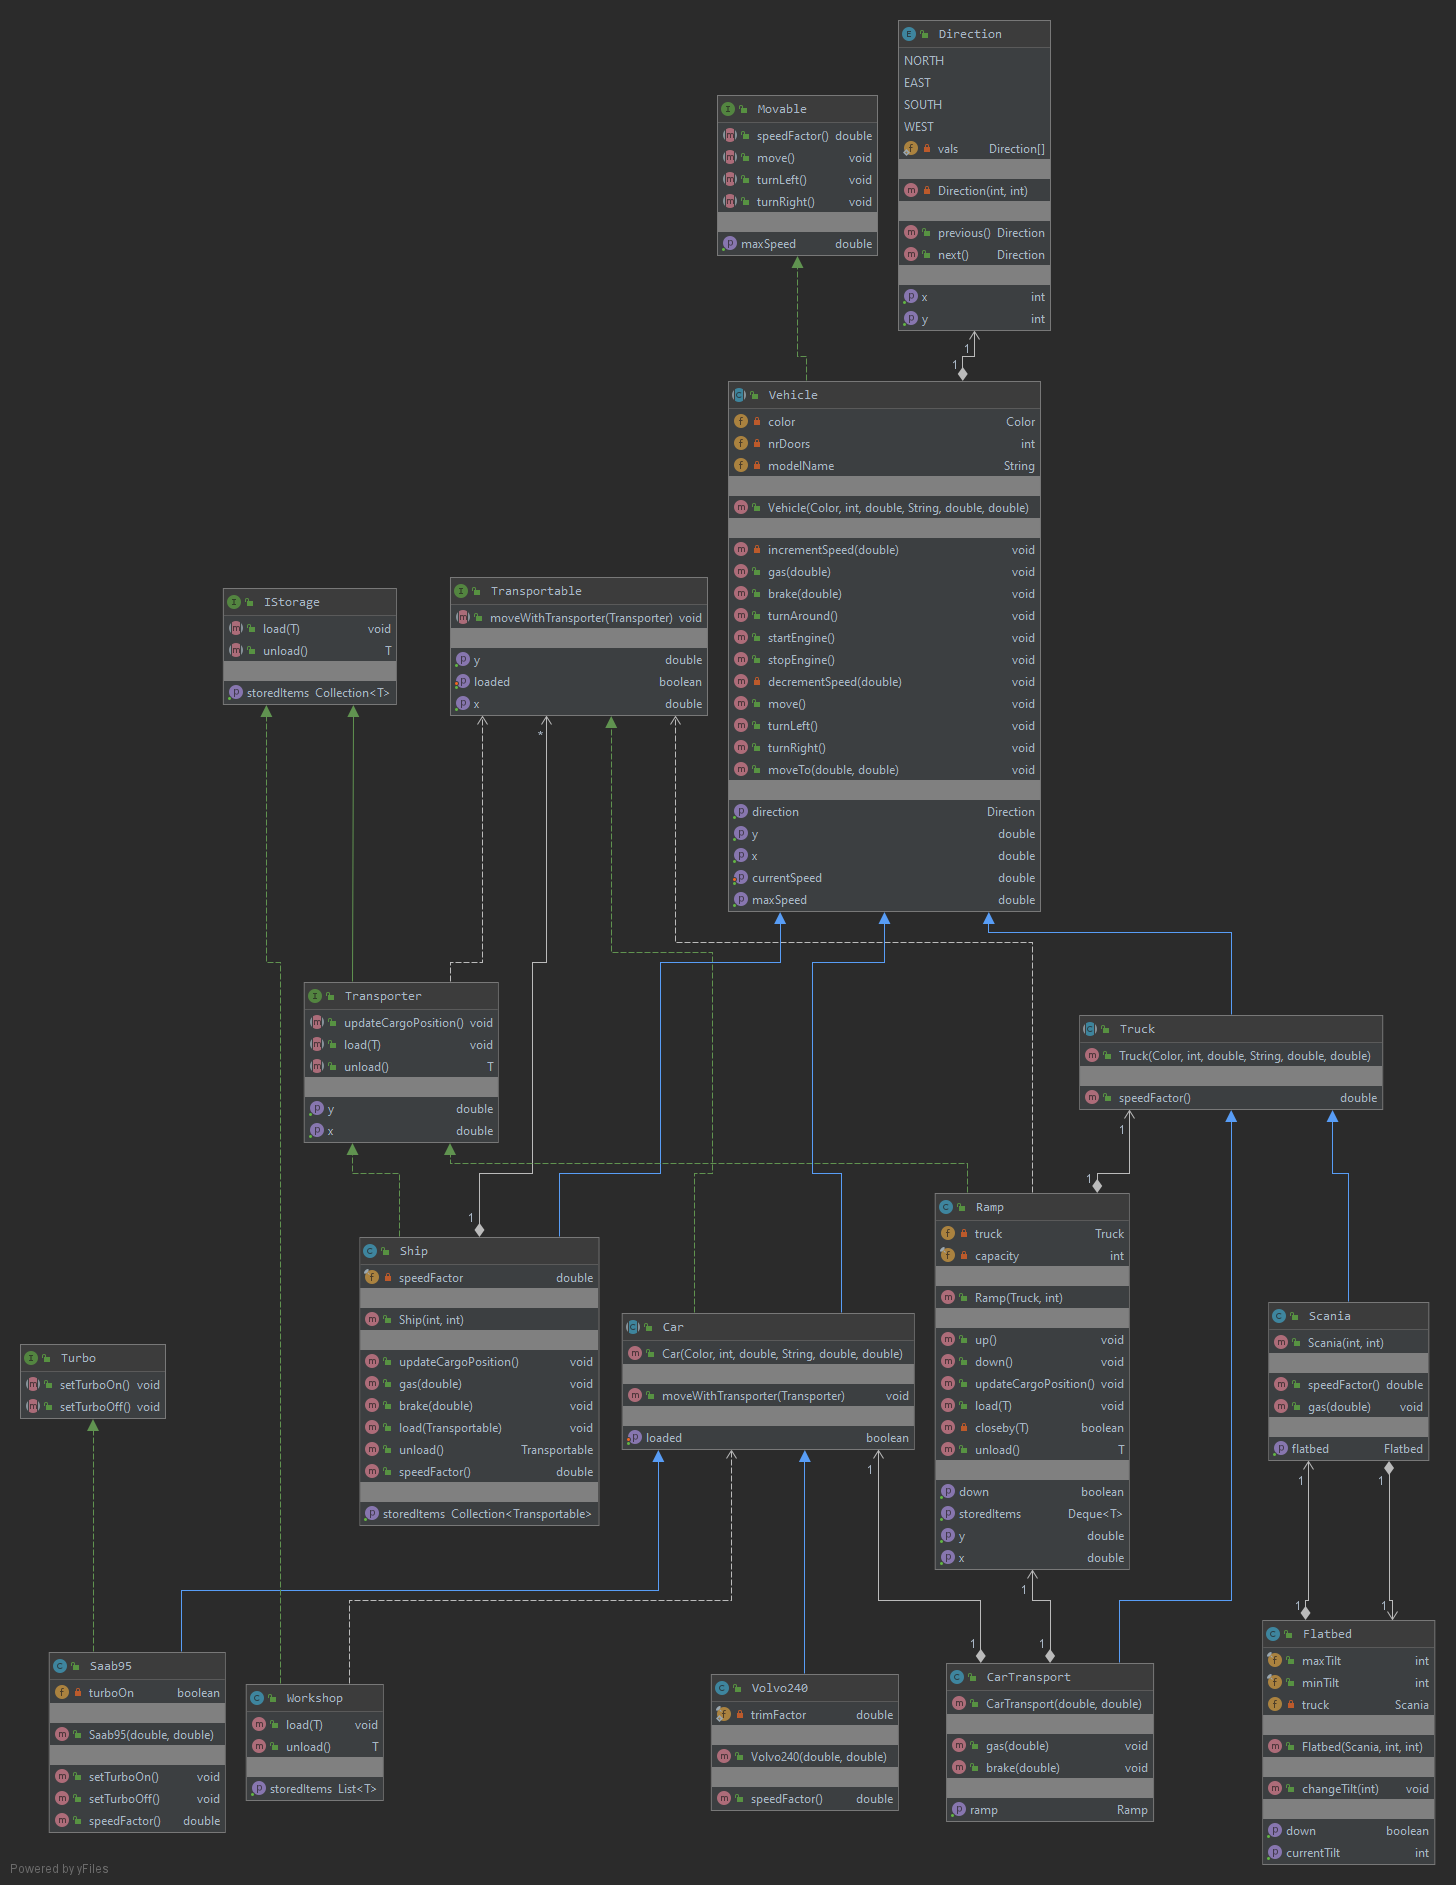 Direction
NORTH
EAST
SOUTH
WEST
vals Direction[]
Direction(int, int)
previous() Direction
next() Direction
x int
y int
Movable
speedFactor() double
move() void
turnLeft() void
turnRight() void
maxSpeed double
1
1
Vehicle
color Color
nrDoors int
modelName String
Vehicle(Color, int, double, String, double, double)
incrementSpeed(double) void
gas(double) void
brake(double) void
turnAround() void
startEngine() void
stopEngine() void
decrementSpeed(double) void
move() void
turnLeft() void
turnRight() void
moveTo(double, double) void
direction Direction
y double
x double
currentSpeed double
maxSpeed double
IStorage
load(T) void
unload() T
storedItems Collection<T>
Transportable
moveWithTransporter(Transporter) void
y double
loaded boolean
x double
*
Transporter
updateCargoPosition() void
load(T) void
unload() T
y double
x double
Truck
Truck(Color, int, double, String, double, double)
speedFactor() double
1
1
1
Ship
speedFactor double
Ship(int, int)
updateCargoPosition() void
gas(double) void
brake(double) void
load(Transportable) void
unload() Transportable
speedFactor() double
storedItems Collection<Transportable>
Car
Car(Color, int, double, String, double, double)
moveWithTransporter(Transporter) void
loaded boolean
1
Ramp
truck Truck
capacity int
Ramp(Truck, int)
up() void
down() void
updateCargoPosition() void
load(T) void
closeby(T) boolean
unload() T
down boolean
storedItems Deque<T>
y double
x double
1
Scania
Scania(int, int)
speedFactor() double
gas(double) void
flatbed Flatbed
1
1
1
1
Turbo
setTurboOn() void
setTurboOff() void
Saab95
turboOn boolean
Saab95(double, double)
setTurboOn() void
setTurboOff() void
speedFactor() double
Workshop
load(T) void
unload() T
storedItems List<T>
Volvo240
trimFactor double
Volvo240(double, double)
speedFactor() double
1
1
CarTransport
CarTransport(double, double)
gas(double) void
brake(double) void
ramp Ramp
Flatbed
maxTilt int
minTilt int
truck Scania
Flatbed(Scania, int, int)
changeTilt(int) void
down boolean
currentTilt int
Powered by yFiles